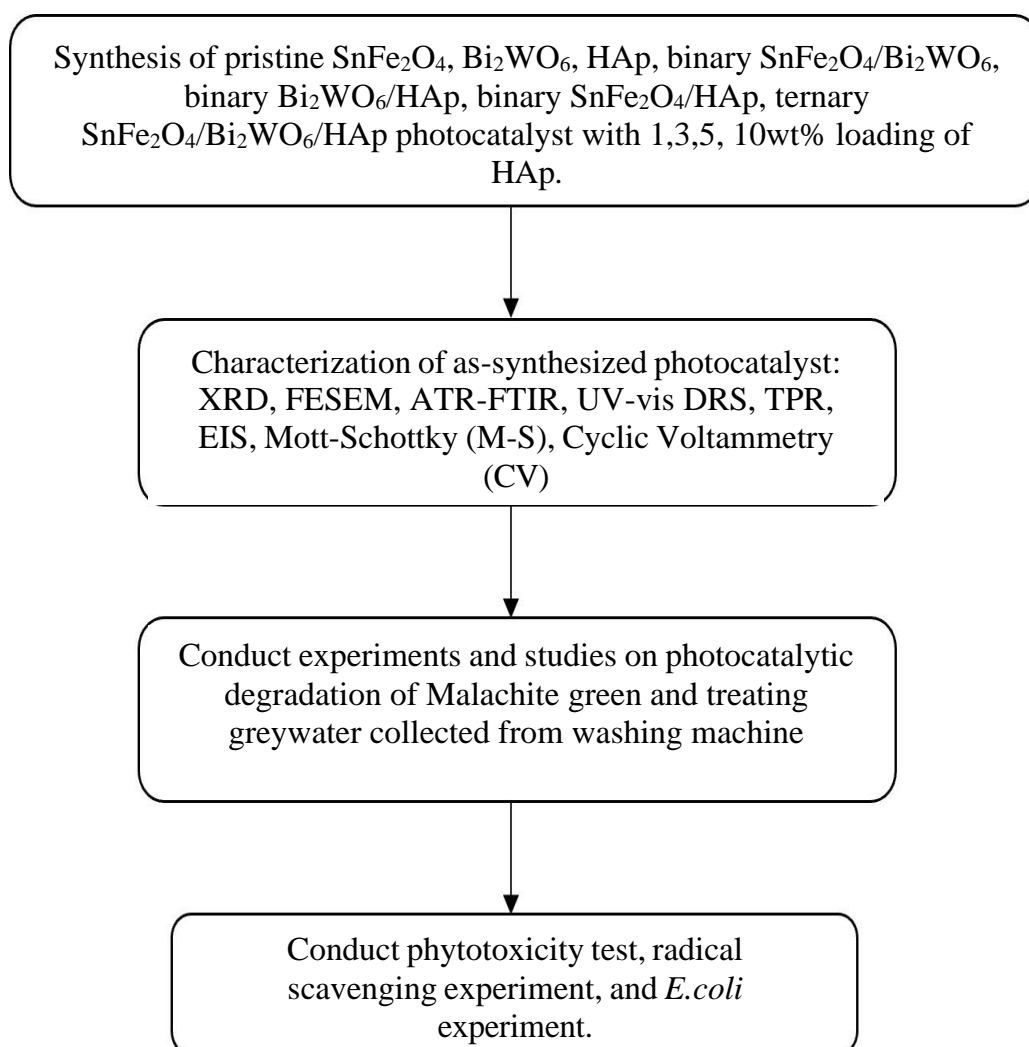 Synthesis of pristine SnFe₂O₄, Bi₂WO₆, HAp, binary SnFe₂O₄/Bi₂WO₆,
binary Bi₂WO₆/HAp, binary SnFe₂O₄/HAp, ternary
SnFe₂O₄/Bi₂WO₆/HAp photocatalyst with 1,3,5, 10wt% loading of
HAp.
Characterization of as-synthesized photocatalyst:
XRD, FESEM, ATR-FTIR, UV-vis DRS, TPR,
EIS, Mott-Schottky (M-S), Cyclic Voltammetry
(CV)
Conduct experiments and studies on photocatalytic
degradation of Malachite green and treating
greywater collected from washing machine
Conduct phytotoxicity test, radical
scavenging experiment, and E.coli
experiment.